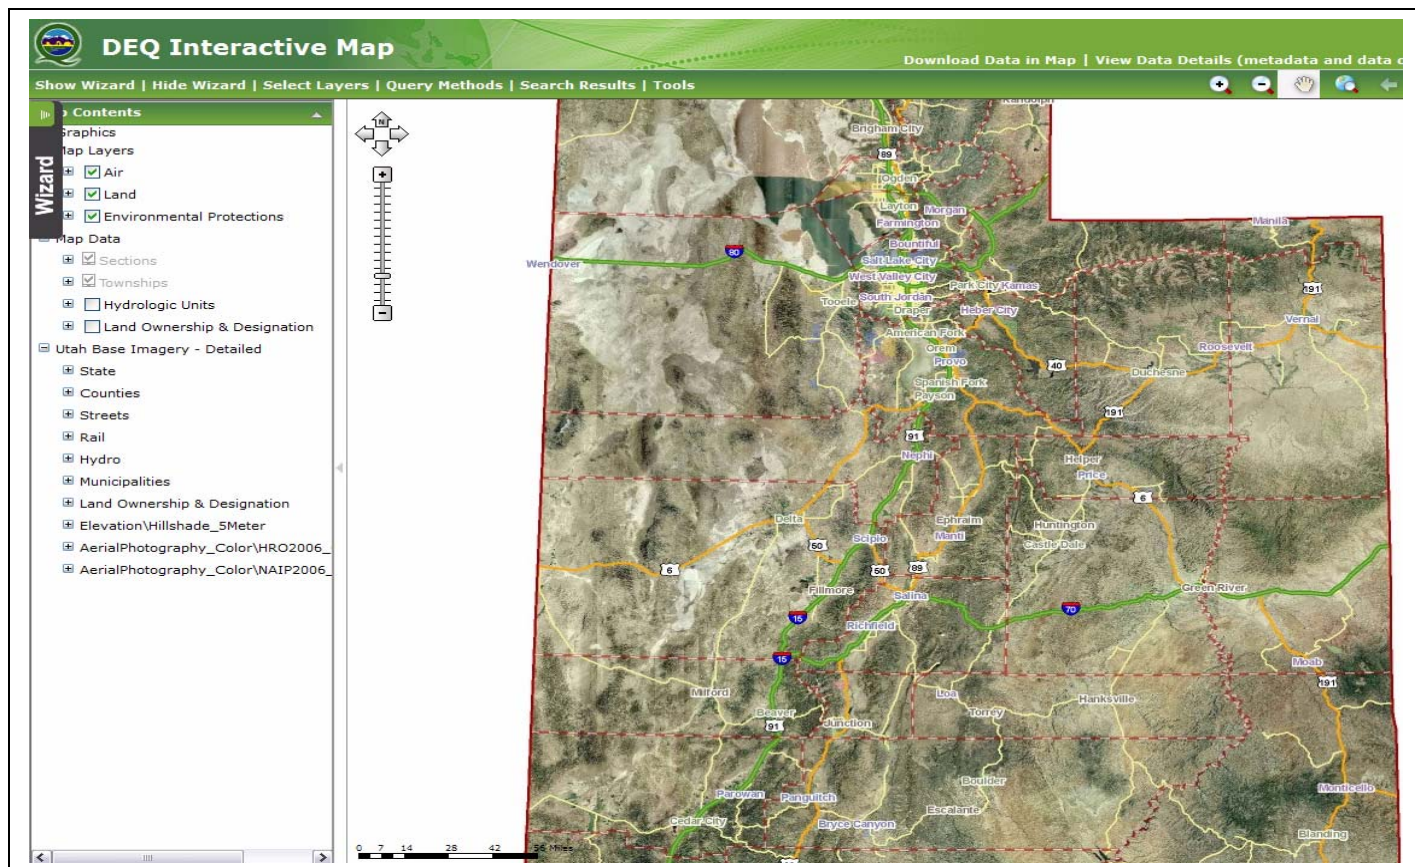 DEQ Interactive Map
Download Data in Map | View Data Details (metadata and data
Show Wizard | Hide Wizard | Select Layers | Query Methods | Search Results | Tools
Contents
Graphics
Map Layers
Wizard
Air
Land
Environmental Protections
Map Data
Sections
Townships
Hydrologic Units
Land Ownership & Designation
Utah Base Imagery - Detailed
State
Counties
Streets
Rail
Hydro
Municipalities
Land Ownership & Designation
Elevation\Hillshade_5Meter
AerialPhotography_Color\HRO2006_
AerialPhotography_Color\NAIP2006_
N
Randolph
Brigham City
89
Ogden
Layton
Morgan
Farmington
Manila
Bountiful
80
Salt Lake City
Wendover
West Valley City
Park City
Kamas
191
Tooele
South Jordan
Draper
Heber City
Vernal
American Fork
Orem
Roosevelt
Provo
40
Duchesne
Spanish Fork
Payson
191
91
Nephi
Helper
Price
6
Delta
Ephraim
Huntington
Manti
Scipio
Castle Dale
50
6
50
89
Fillmore
Salina
Green River
70
15
Richfield
15
Moab
191
Milford
Loa
Hanksville
Beaver
Torrey
91
Junction
Boulder
Monticello
Parowan
Panguitch
Escalante
Cedar City
Bryce Canyon
Blanding
0 7 14 28 42 56 Miles